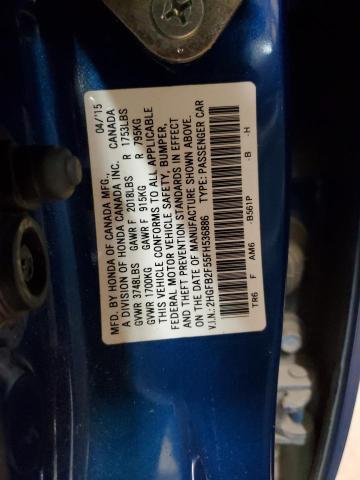 MFD. BY HONDA OF CANADA MFG., 04/'15
A DIVISION OF HONDA CANADA INC. CANADA
GVWR 3748LBS GAWR F 2018LBS R 1753LBS
GVWR 1700KG GAWR F 915KG R 795KG
THIS VEHICLE CONFORMS TO ALL APPLICABLE
FEDERAL MOTOR VEHICLE SAFETY, BUMPER,
AND THEFT PREVENTION STANDARDS IN EFFECT
ON THE DATE OF MANUFACTURE SHOWN ABOVE.
V.I.N.:2HGFB2F55FH536886 TYPE: PASSENGER CAR
TR6 F AM6 ·B561P ·B ·H